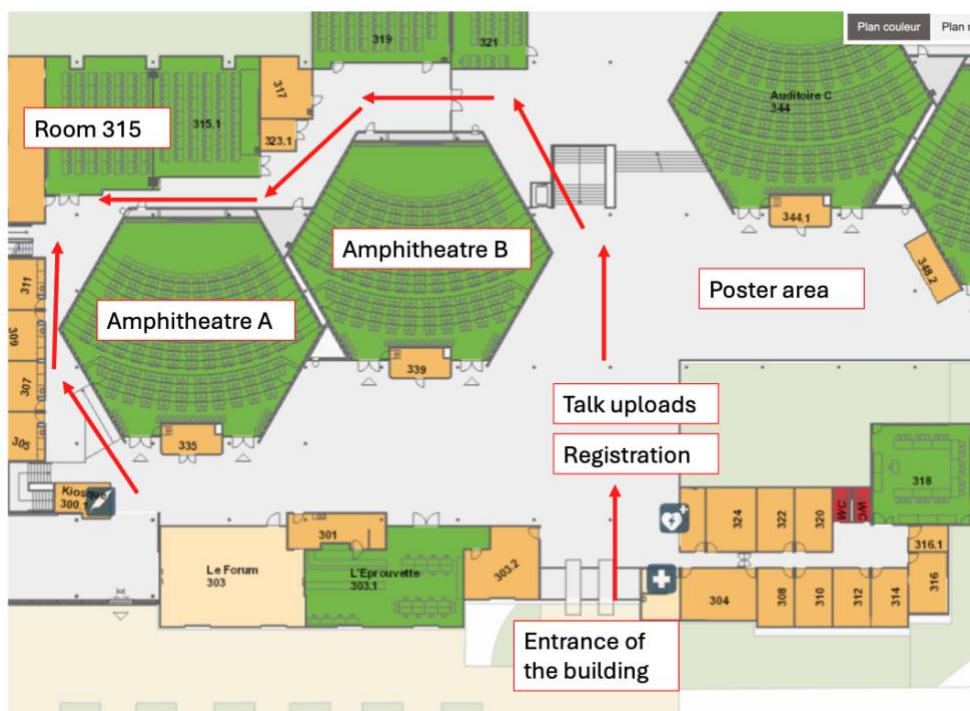 Plan couleur
Plan
319
321
317
315.1
Room 315
323.1
Auditoire C
344
344.1
348.2
Amphitheatre B
Poster area
311
309
Amphitheatre A
307
339
305
335
Talk uploads
Registration
Kiosque
300.1
318
324
322
320
WC
WC
301
316.1
303.2
Le Forum
303
L'Eprouvette
303.1
304
308
310
312
314
316
Entrance of
the building